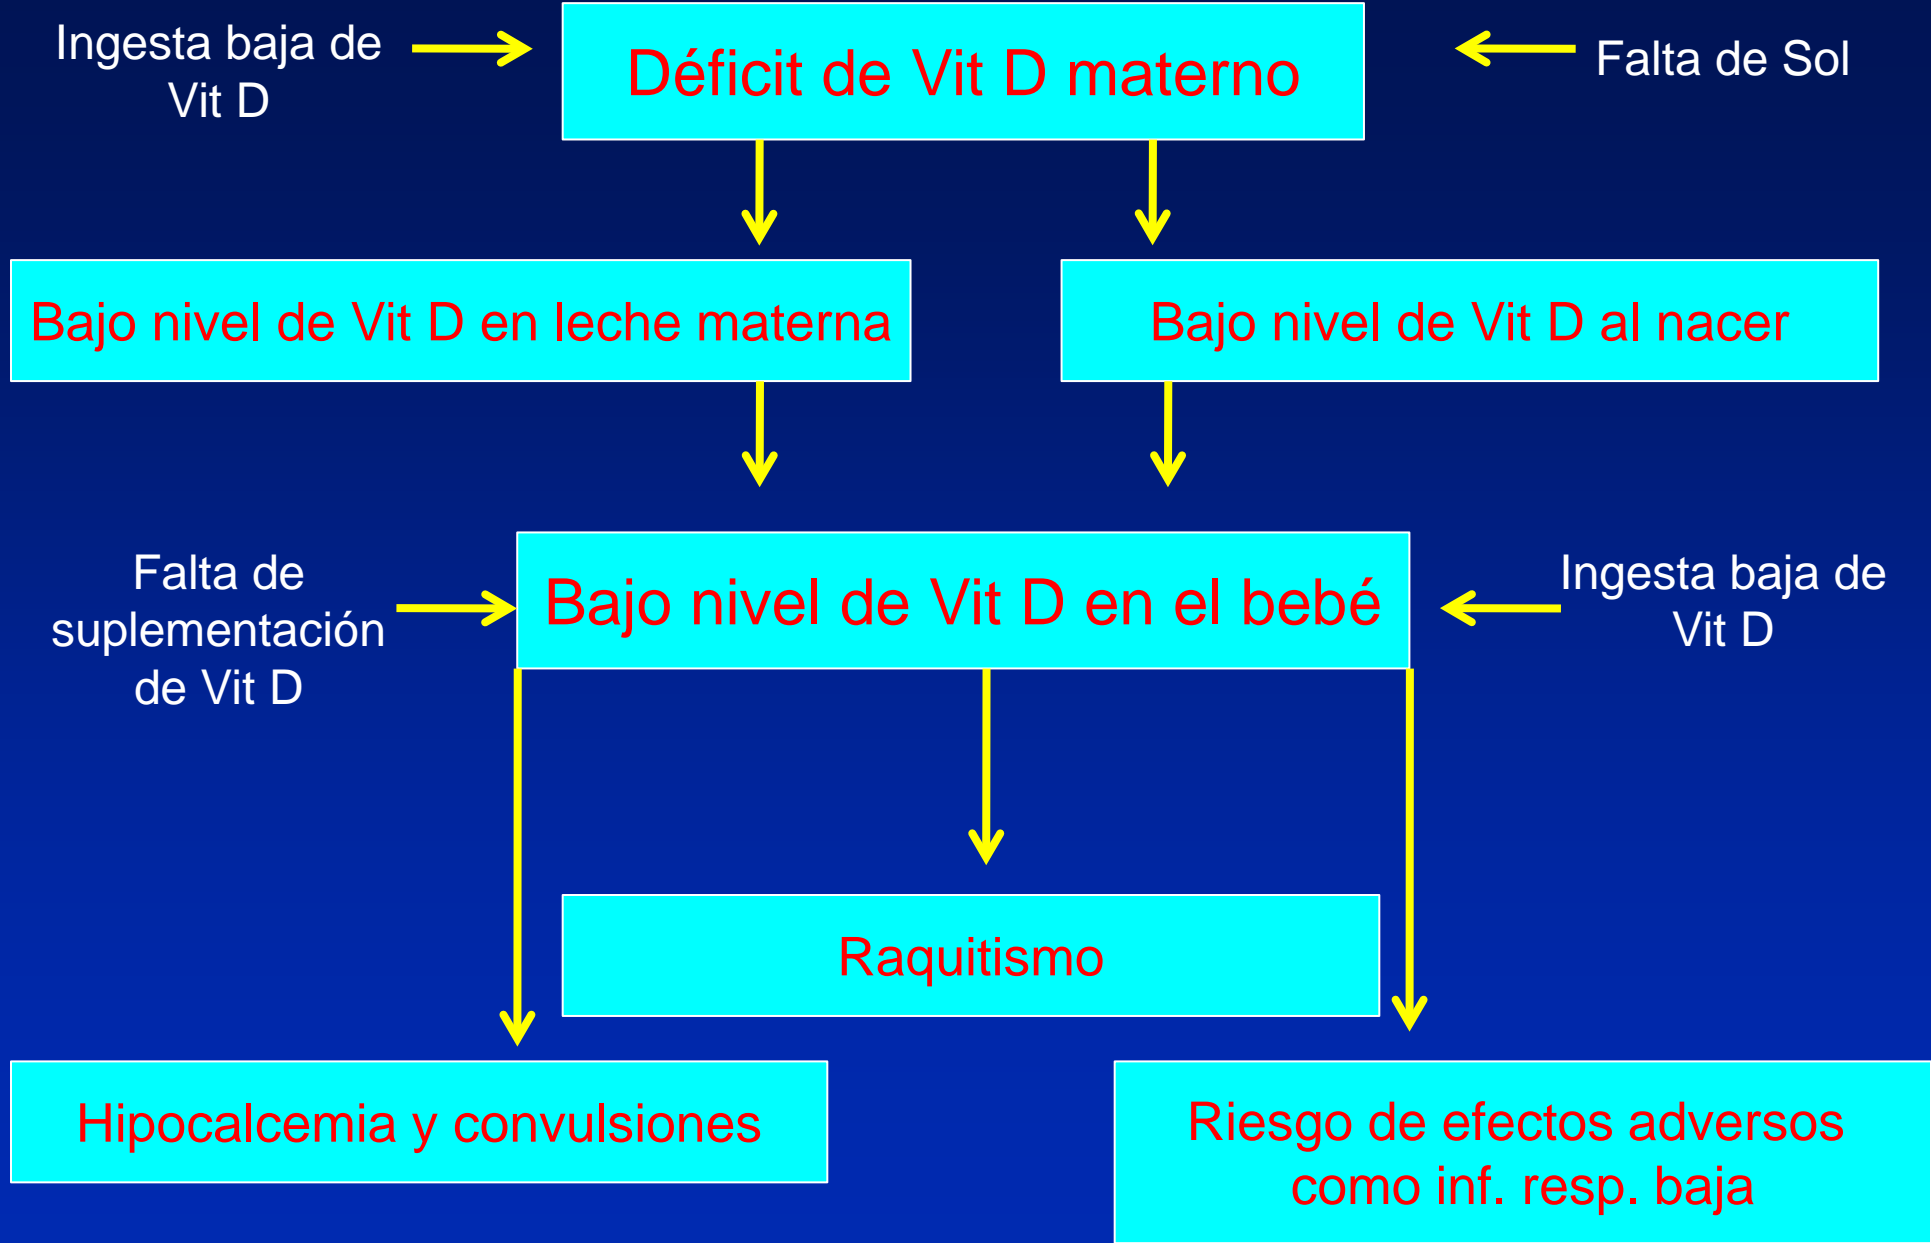 Ingesta baja de
Vit D
Déficit de Vit D materno
Falta de Sol
Bajo nivel de Vit D en leche materna
Bajo nivel de Vit D al nacer
Falta de
suplementación
de Vit D
Bajo nivel de Vit D en el bebé
Ingesta baja de
Vit D
Raquitismo
Hipocalcemia y convulsiones
Riesgo de efectos adversos
como inf. resp. baja